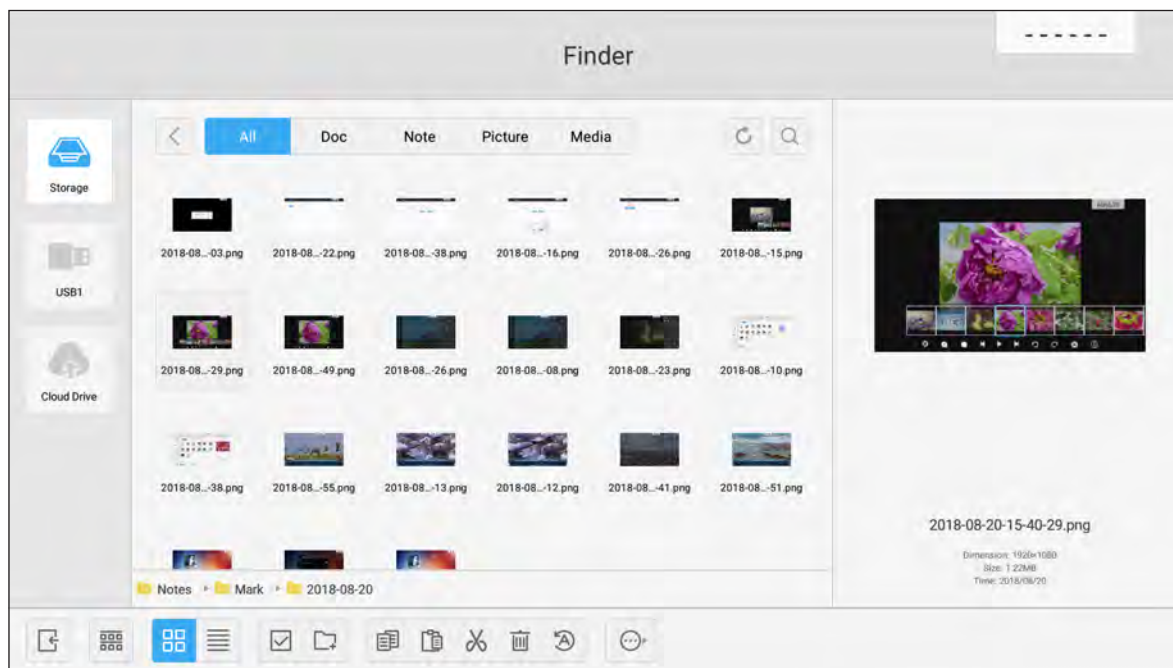 Finder
------
Storage
USB1
Cloud Drive
All Doc Note Picture Media
2018-08...-03.png 2018-08...-22.png 2018-08...-38.png 2018-08...-16.png 2018-08...-26.png 2018-08...-15.png
2018-08...-29.png 2018-08...-49.png 2018-08...-26.png 2018-08...-08.png 2018-08...-23.png 2018-08...-10.png
2018-08...-38.png 2018-08...-55.png 2018-08...-13.png 2018-08...-12.png 2018-08...-41.png 2018-08...-51.png
Notes Mark 2018-08-20
2018-08-20-15-40-29.png
Dimension: 1920×1080
Size: 1.22MB
Time: 2018/08/20